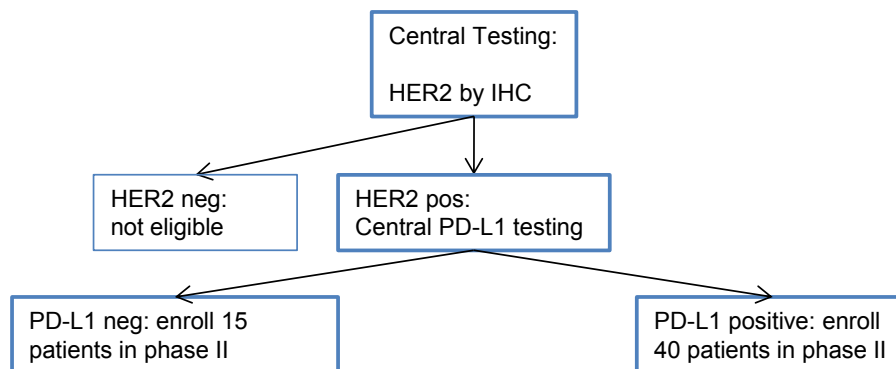 Central Testing:
HER2 by IHC
HER2 neg:
not eligible
HER2 pos:
Central PD-L1 testing
PD-L1 neg: enroll 15
patients in phase II
PD-L1 positive: enroll
40 patients in phase II